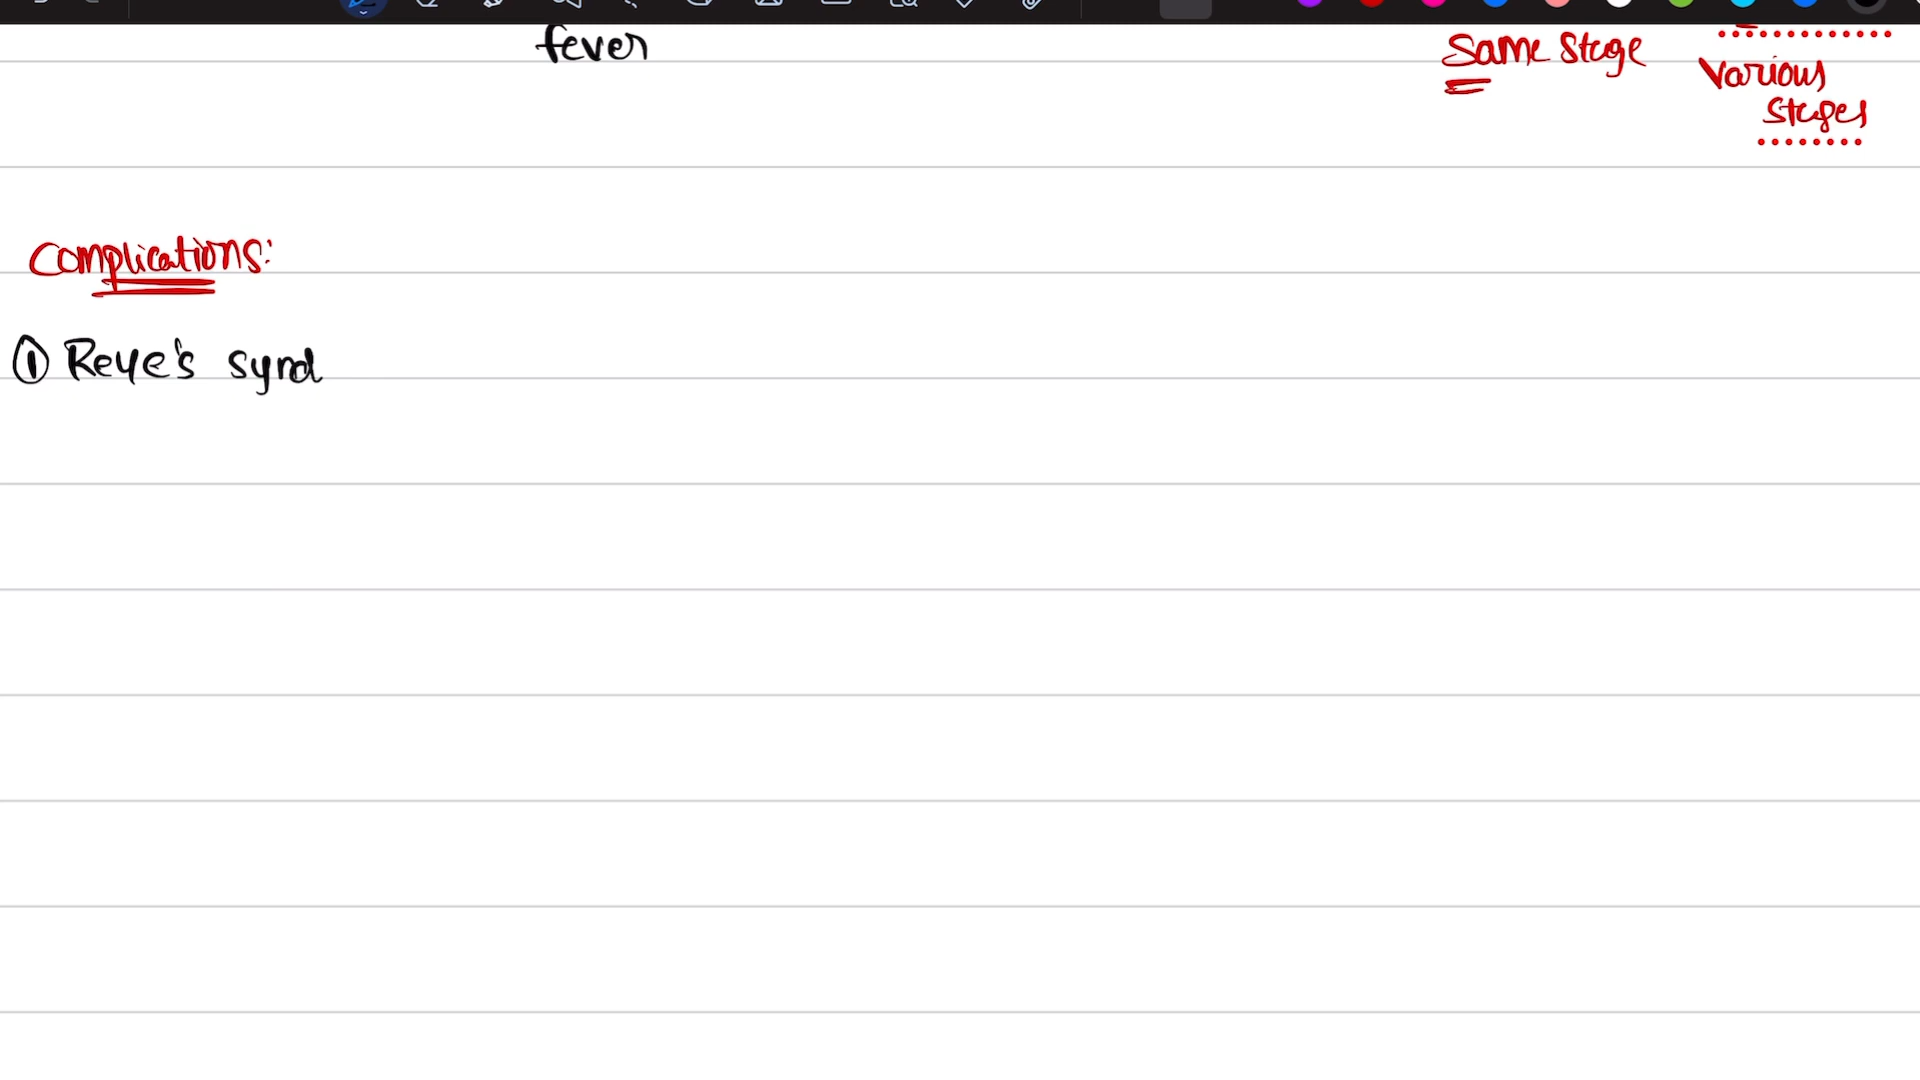 fever
Same Stage
Various
Stages
Complications:
① Reye's synd